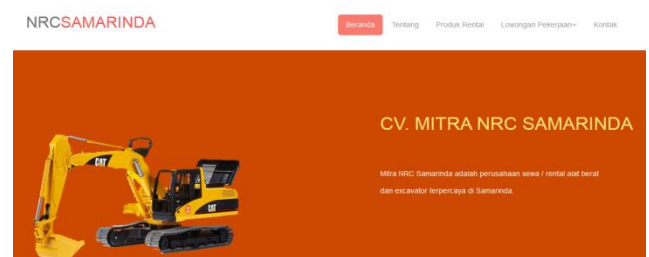 NRCSAMARINDA
Beranda Tentang Produk Rental Lowongan Pekerjaan Kontak
CV. MITRA NRC SAMARINDA
Mitra NRC Samarinda adalah perusahaan sewa / rental alat berat
dan excavator terpercaya di Samarinda.
CAT
CAT